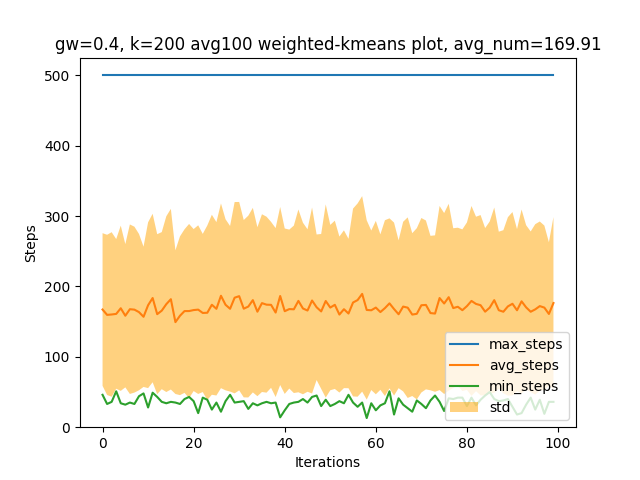 gw=0.4, k=200 avg100 weighted-kmeans plot, avg_num=169.91
500
400
300
200
100
0
Steps
max_steps
avg_steps
min_steps
std
0 20 40 60 80 100
Iterations